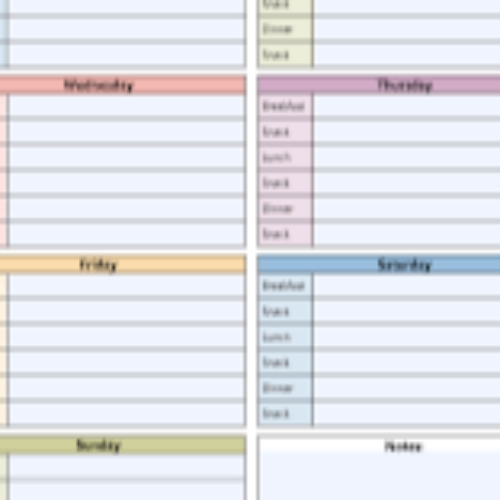 Snack
Dinner
Snack
Wednesday
Thursday
Breakfast
Snack
Lunch
Snack
Dinner
Snack
Friday
Saturday
Breakfast
Snack
Lunch
Snack
Dinner
Snack
Sunday
Notes